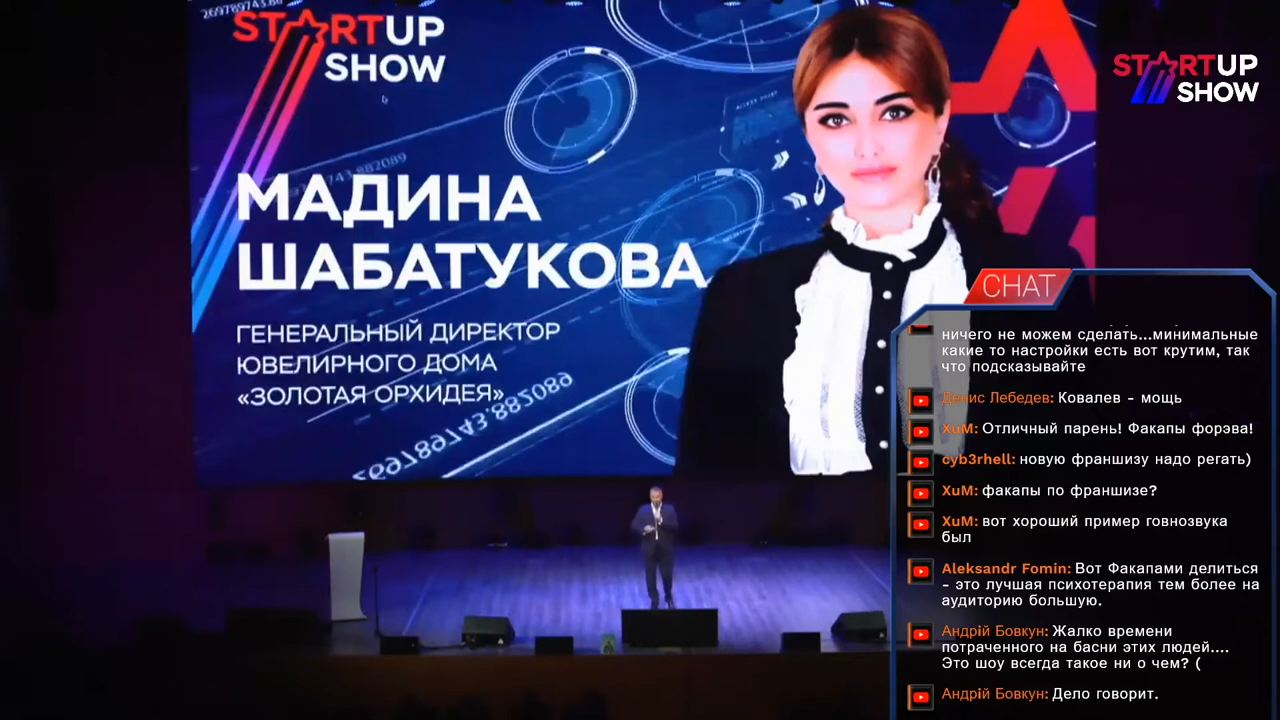 269789743.88
STARTUP
SHOW
МАДИНА
ШАБАТУКОВА
ГЕНЕРАЛЬНЫЙ ДИРЕКТОР
ЮВЕЛИРНОГО ДОМА
«ЗОЛОТАЯ ОРХИДЕЯ»
269789743.882089
STARTUP
SHOW
CHAT
ничего не можем сделать...минимальные
какие то настройки есть вот крутим, так
что подсказывайте
Денис Лебедев: Ковалев - мощь
XuM: Отличный парень! Факапы форэва!
cyb3rhell: новую франшизу надо регать)
XuM: факапы по франшизе?
XuM: вот хороший пример говнозвука
был
Aleksandr Fomin: Вот Факапами делиться
- это лучшая психотерапия тем более на
аудиторию большую.
Андрій Бовкун: Жалко времени
потраченного на басни этих людей....
Это шоу всегда такое ни о чем? (
Андрій Бовкун: Дело говорит.